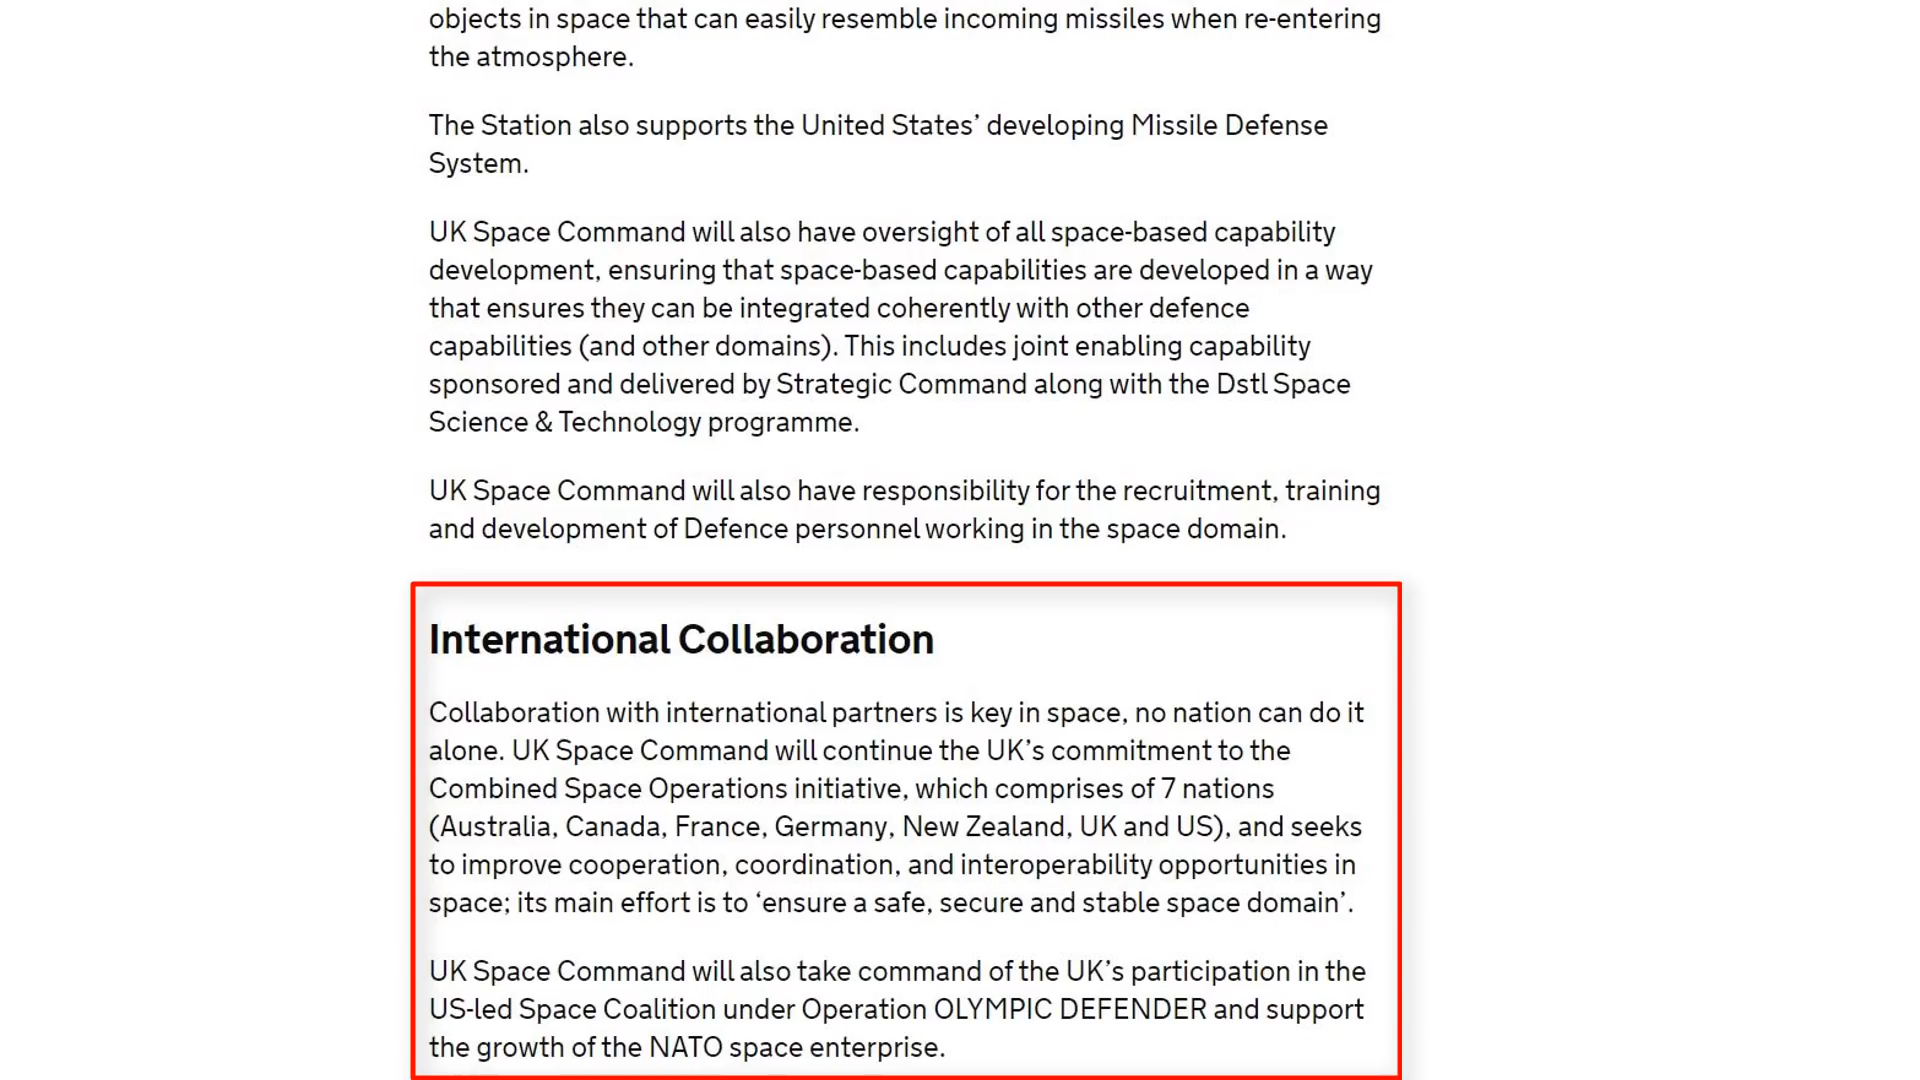 objects in space that can easily resemble incoming missiles when re-entering
the atmosphere.
The Station also supports the United States’ developing Missile Defense
System.
UK Space Command will also have oversight of all space-based capability
development, ensuring that space-based capabilities are developed in a way
that ensures they can be integrated coherently with other defence
capabilities (and other domains). This includes joint enabling capability
sponsored and delivered by Strategic Command along with the Dstl Space
Science & Technology programme.
UK Space Command will also have responsibility for the recruitment, training
and development of Defence personnel working in the space domain.
International Collaboration
Collaboration with international partners is key in space, no nation can do it
alone. UK Space Command will continue the UK’s commitment to the
Combined Space Operations initiative, which comprises of 7 nations
(Australia, Canada, France, Germany, New Zealand, UK and US), and seeks
to improve cooperation, coordination, and interoperability opportunities in
space; its main effort is to ‘ensure a safe, secure and stable space domain’.
UK Space Command will also take command of the UK’s participation in the
US-led Space Coalition under Operation OLYMPIC DEFENDER and support
the growth of the NATO space enterprise.